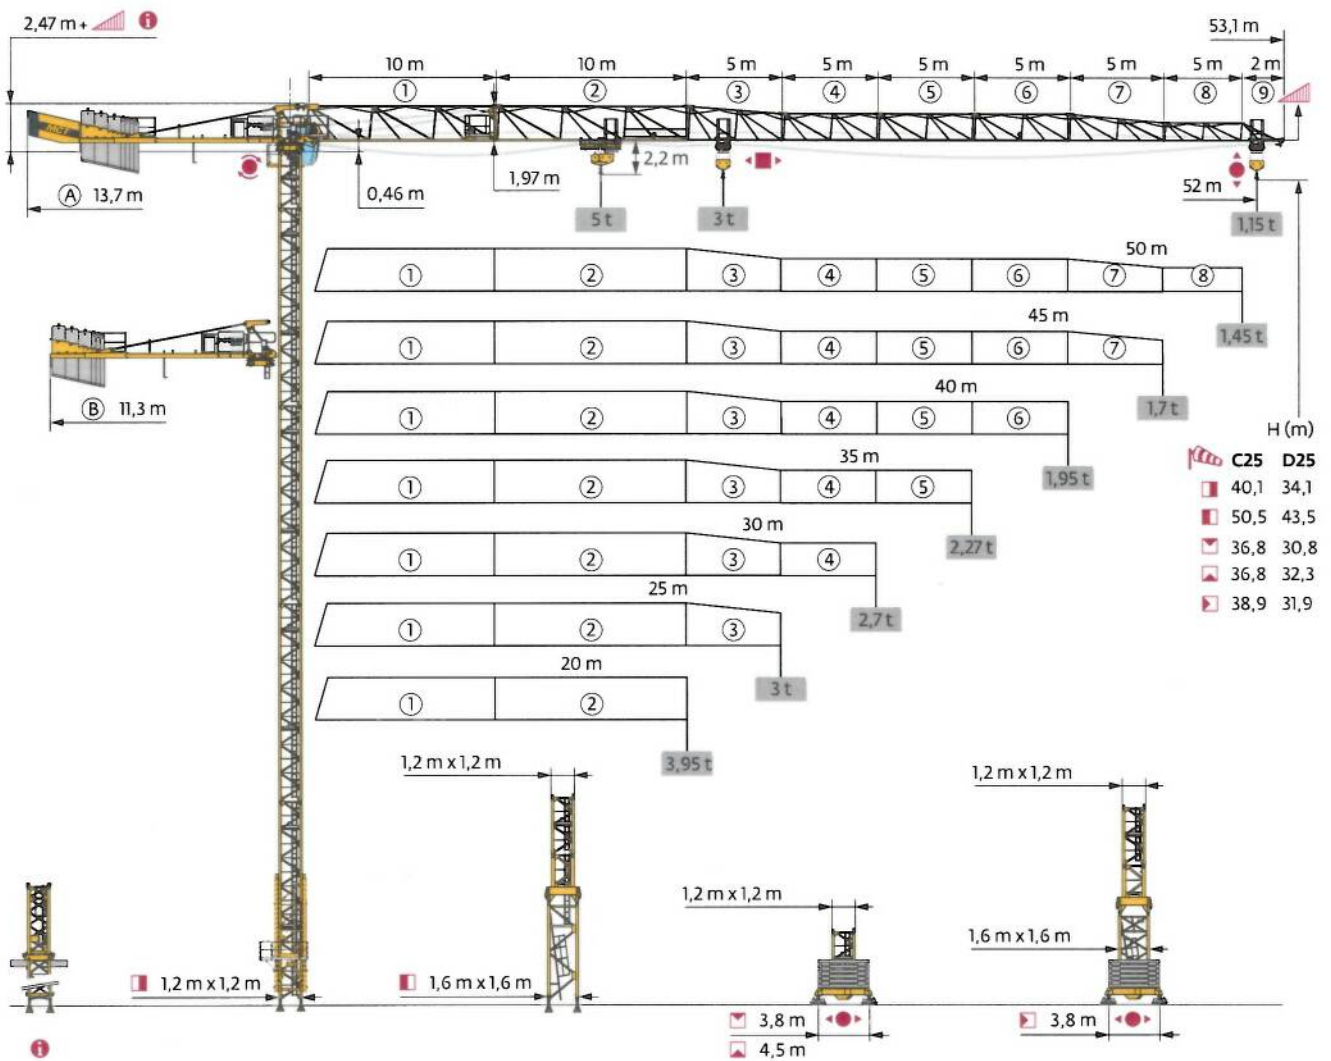 2,47 m +
i
53,1 m
10 m 10 m 5 m 5 m 5 m 5 m 5 m 5 m 2 m
① ② ③ ④ ⑤ ⑥ ⑦ ⑧ ⑨
MCT
2,2 m
1,97 m
Ⓐ 13,7 m
0,46 m
52 m
5 t 3 t 1,15 t
50 m
① ② ③ ④ ⑤ ⑥ ⑦ ⑧
1,45 t
45 m
① ② ③ ④ ⑤ ⑥ ⑦
1,7 t
Ⓑ 11,3 m
40 m
① ② ③ ④ ⑤ ⑥
1,95 t
35 m
① ② ③ ④ ⑤
2,27 t
30 m
① ② ③ ④
2,7 t
25 m
① ② ③
3 t
20 m
① ②
3,95 t
H (m)
C25 D25
40,1 34,1
50,5 43,5
36,8 30,8
36,8 32,3
38,9 31,9
1,2 m x 1,2 m
1,2 m x 1,2 m
1,2 m x 1,2 m
1,6 m x 1,6 m
1,2 m x 1,2 m
1,6 m x 1,6 m
3,8 m
4,5 m
3,8 m
i